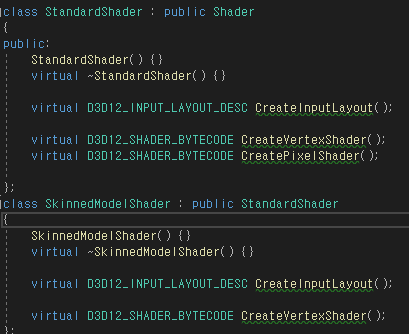 class StandardShader : public Shader
{
public:
    StandardShader() {}
    virtual ~StandardShader() {}
    virtual D3D12_INPUT_LAYOUT_DESC CreateInputLayout();
    virtual D3D12_SHADER_BYTECODE CreateVertexShader();
    virtual D3D12_SHADER_BYTECODE CreatePixelShader();
};
class SkinnedModelShader : public StandardShader
{
    SkinnedModelShader() {}
    virtual ~SkinnedModelShader() {}
    virtual D3D12_INPUT_LAYOUT_DESC CreateInputLayout();
    virtual D3D12_SHADER_BYTECODE CreateVertexShader();
};